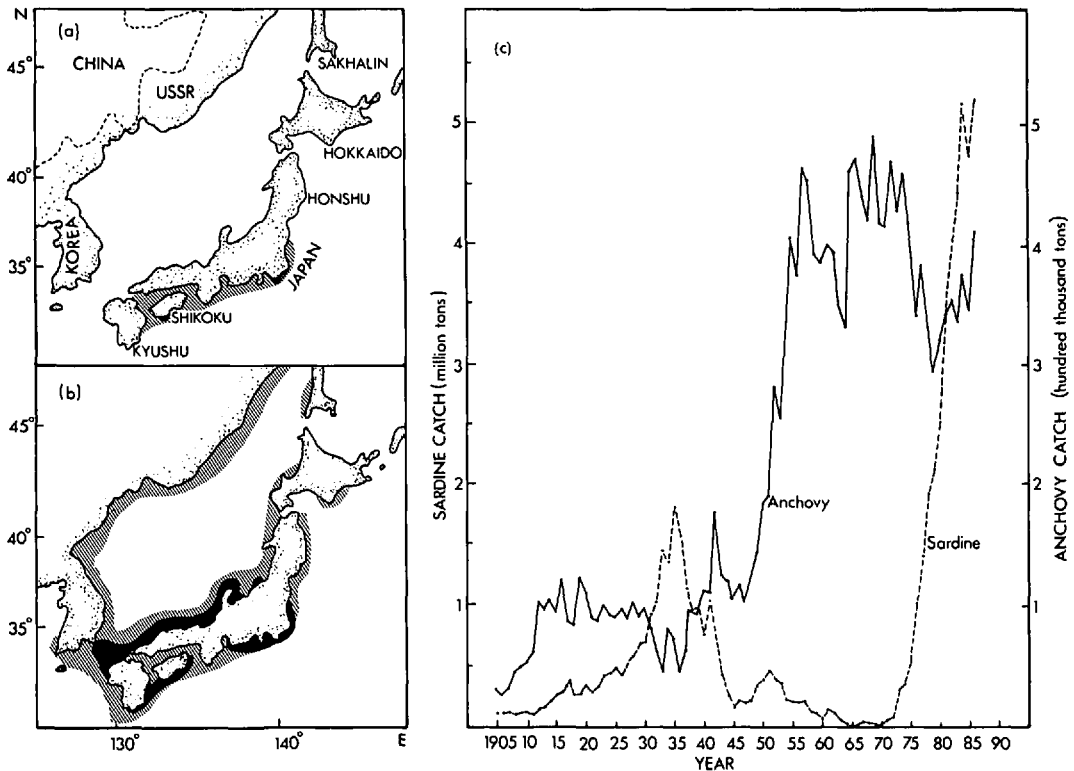 N
(a)
45°
40°
35°
CHINA
USSR
SAKHALIN
HOKKAIDO
HONSHU
KOREA
JAPAN
SHIKOKU
KYUSHU
(b)
45°
40°
35°
130°
140°
E
(c)
SARDINE CATCH (million tons)
5
4
3
2
1
Anchovy
Sardine
5
4
3
2
1
ANCHOVY CATCH (hundred thousand tons)
1905 10 15 20 25 30 35 40 45 50 55 60 65 70 75 80 85 90
YEAR